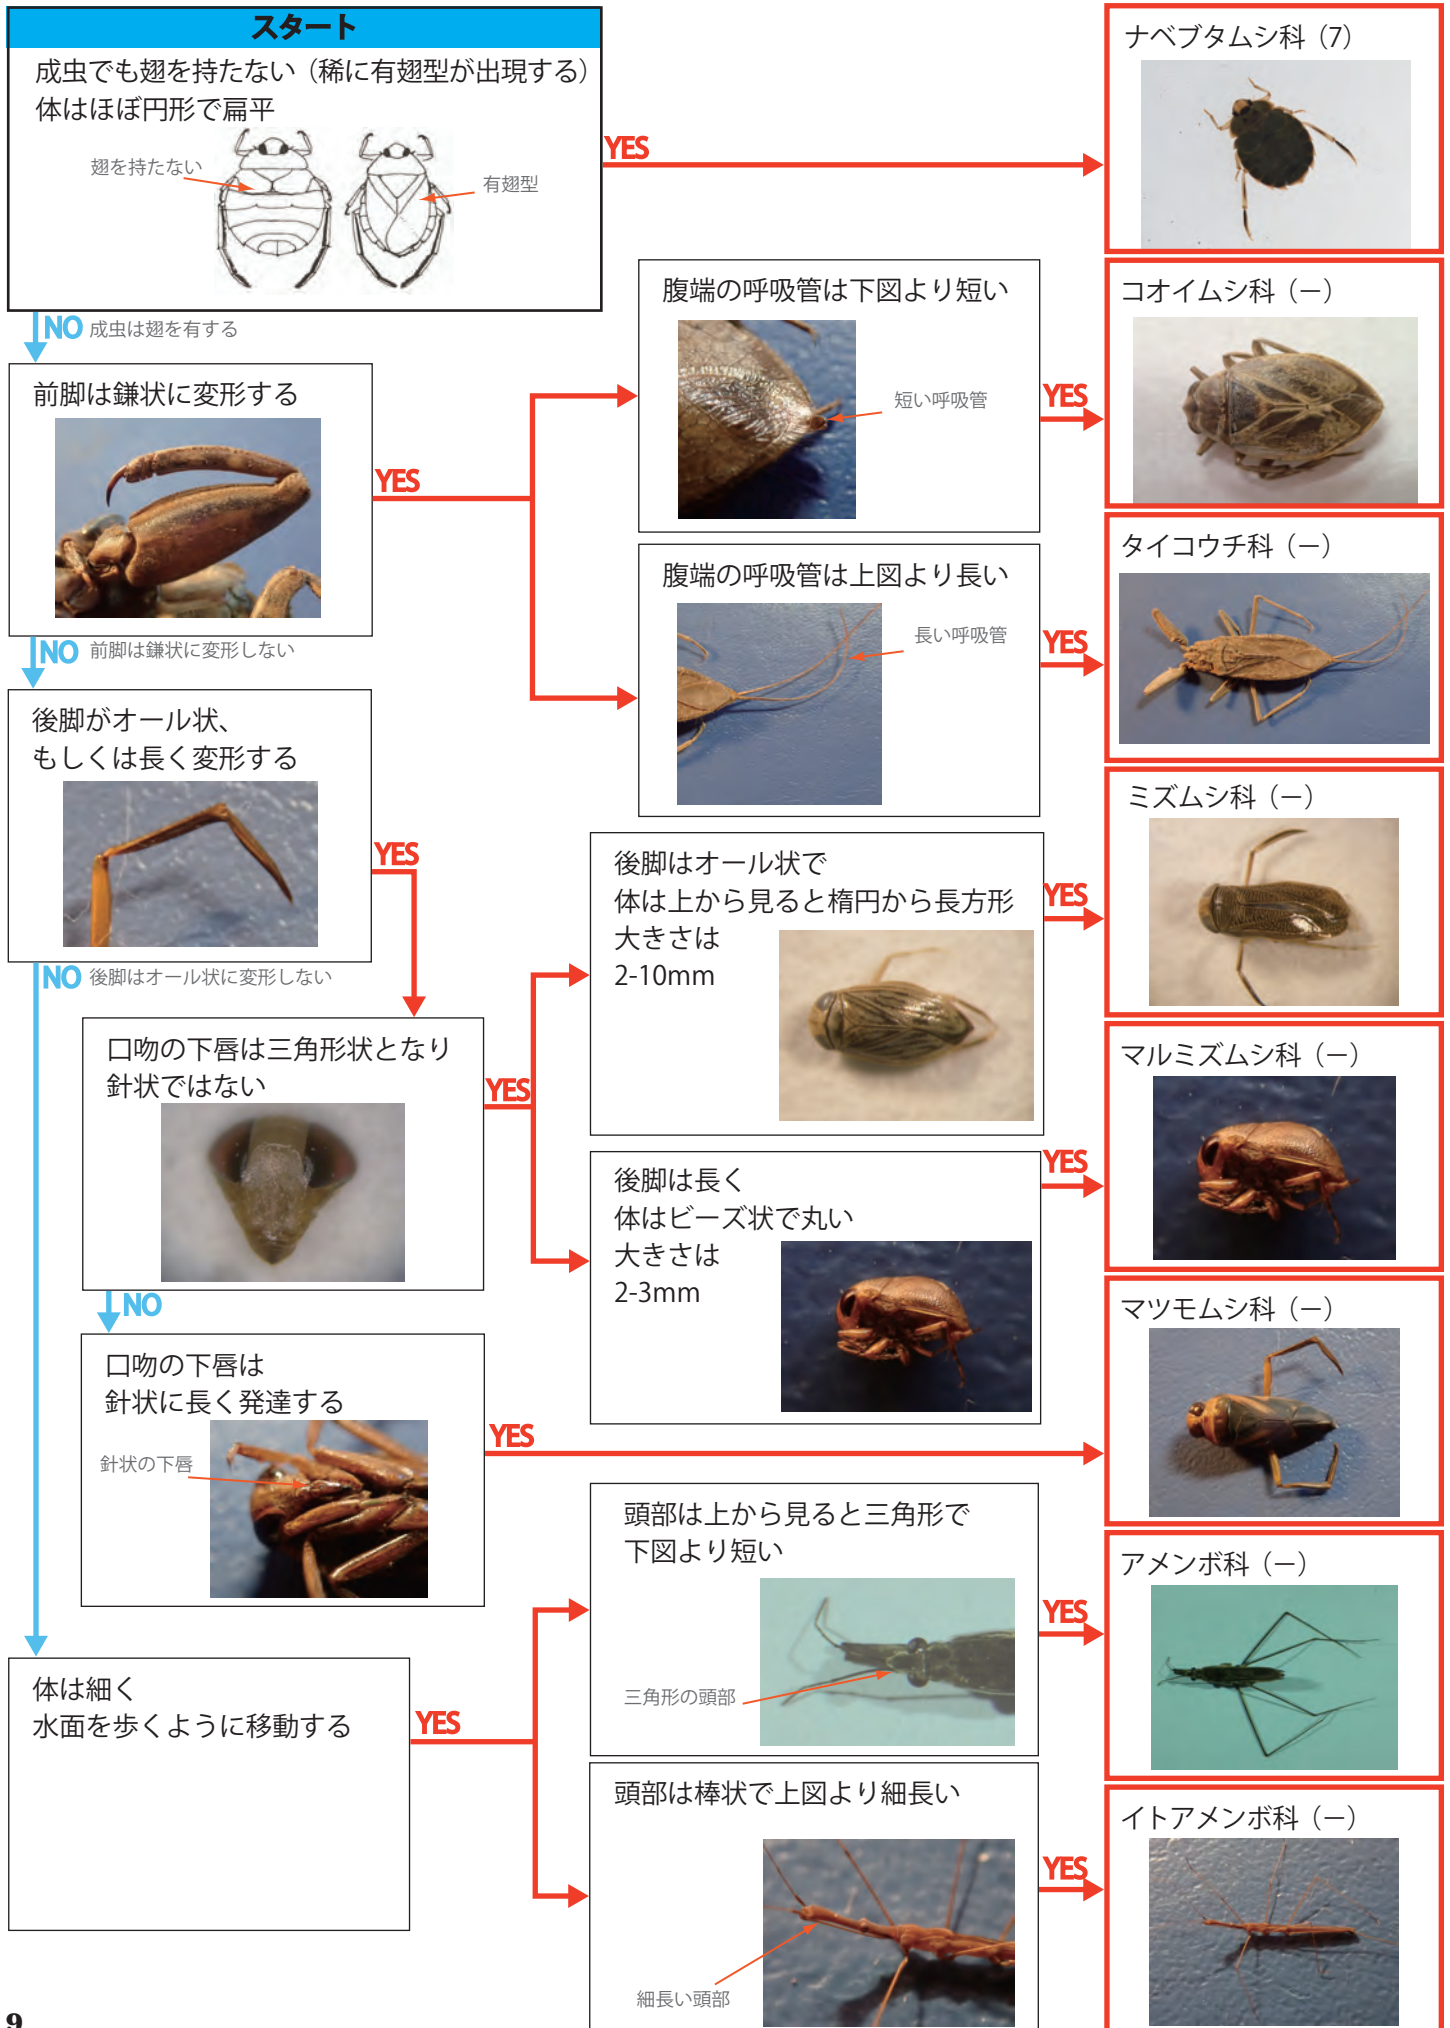 スタート
成虫でも翅を持たない（稀に有翅型が出現する）
体はほぼ円形で扁平
翅を持たない
有翅型
YES
ナベブタムシ科（7）
NO 成虫は翅を有する
前脚は鎌状に変形する
YES
腹端の呼吸管は下図より短い
短い呼吸管
YES
コオイムシ科（ー）
腹端の呼吸管は上図より長い
長い呼吸管
YES
タイコウチ科（ー）
NO 前脚は鎌状に変形しない
後脚がオール状、
もしくは長く変形する
YES
NO 後脚はオール状に変形しない
口吻の下唇は三角形状となり
針状ではない
YES
後脚はオール状で
体は上から見ると楕円から長方形
大きさは
2-10mm
YES
ミズムシ科（ー）
後脚は長く
体はビーズ状で丸い
大きさは
2-3mm
YES
マルミズムシ科（ー）
NO
口吻の下唇は
針状に長く発達する
針状の下唇
YES
マツモムシ科（ー）
体は細く
水面を歩くように移動する
YES
頭部は上から見ると三角形で
下図より短い
三角形の頭部
YES
アメンボ科（ー）
頭部は棒状で上図より細長い
細長い頭部
YES
イトアメンボ科（ー）
9